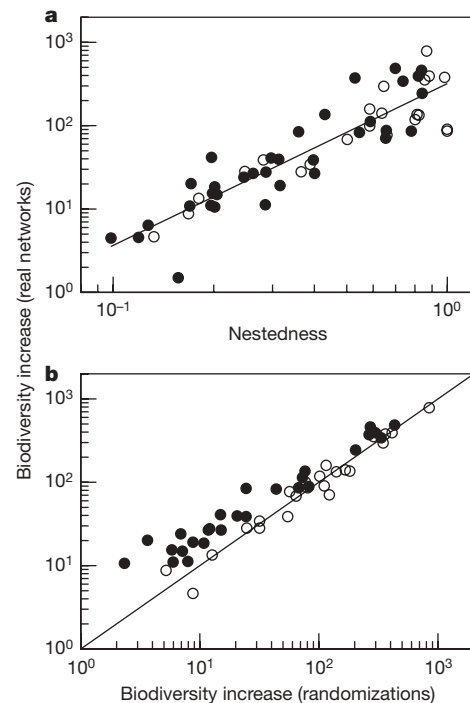 a
10³
10²
10¹
10⁰
10⁻¹
10⁰
Nestedness
Biodiversity increase (real networks)
b
10³
10²
10¹
10⁰
10⁰
10¹
10²
10³
Biodiversity increase (randomizations)